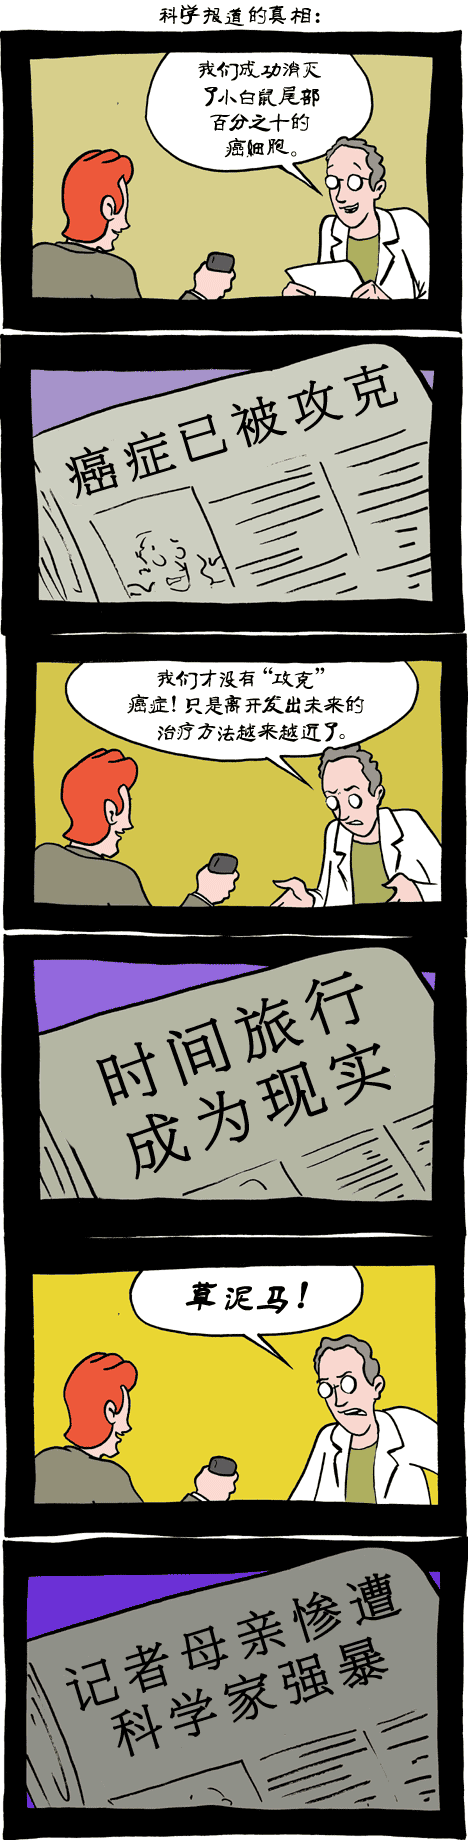 科学报道的真相：
我们成功消灭
了小白鼠尾部
百分之十的
癌细胞。
癌症已被攻克
我们才没有“攻克”
癌症！只是离开发出未来的
治疗方法越来越近了。
时间旅行
成为现实
草泥马！
记者母亲惨遭
科学家强暴